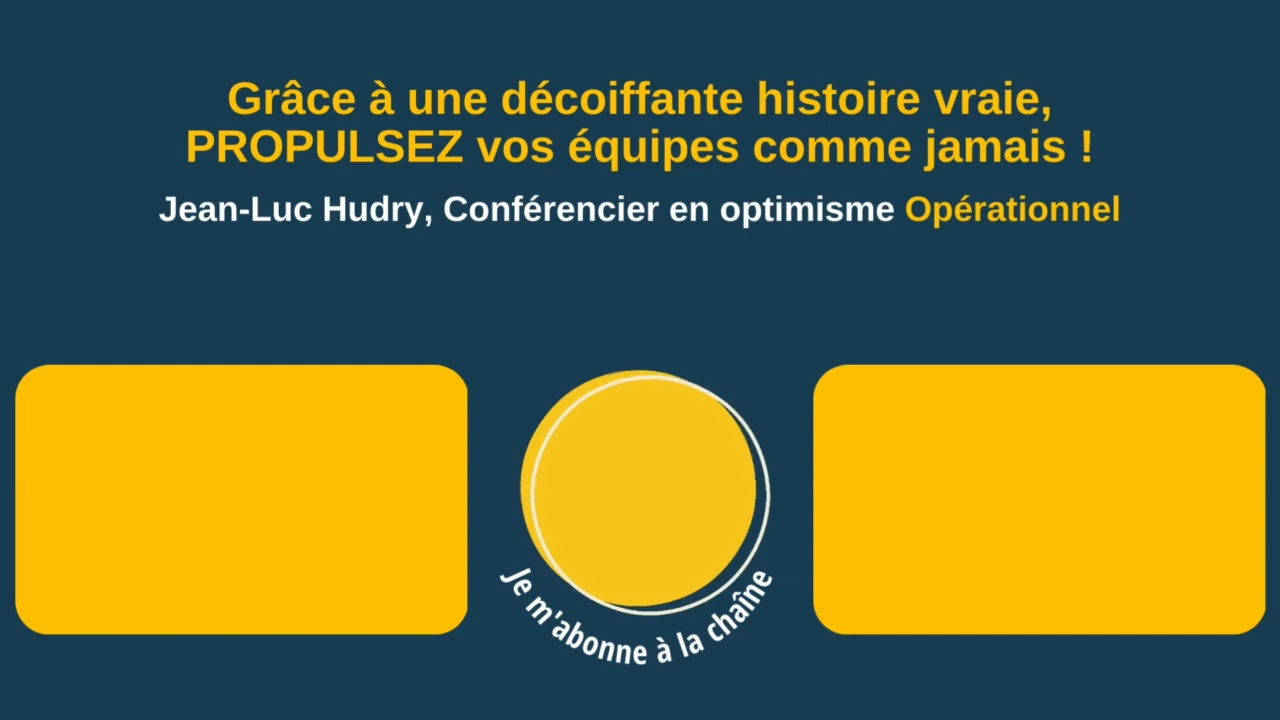 Grâce à une décoiffante histoire vraie,
PROPULSEZ vos équipes comme jamais !
Jean-Luc Hudry, Conférencier en optimisme Opérationnel
Je m'abonne à la chaîne